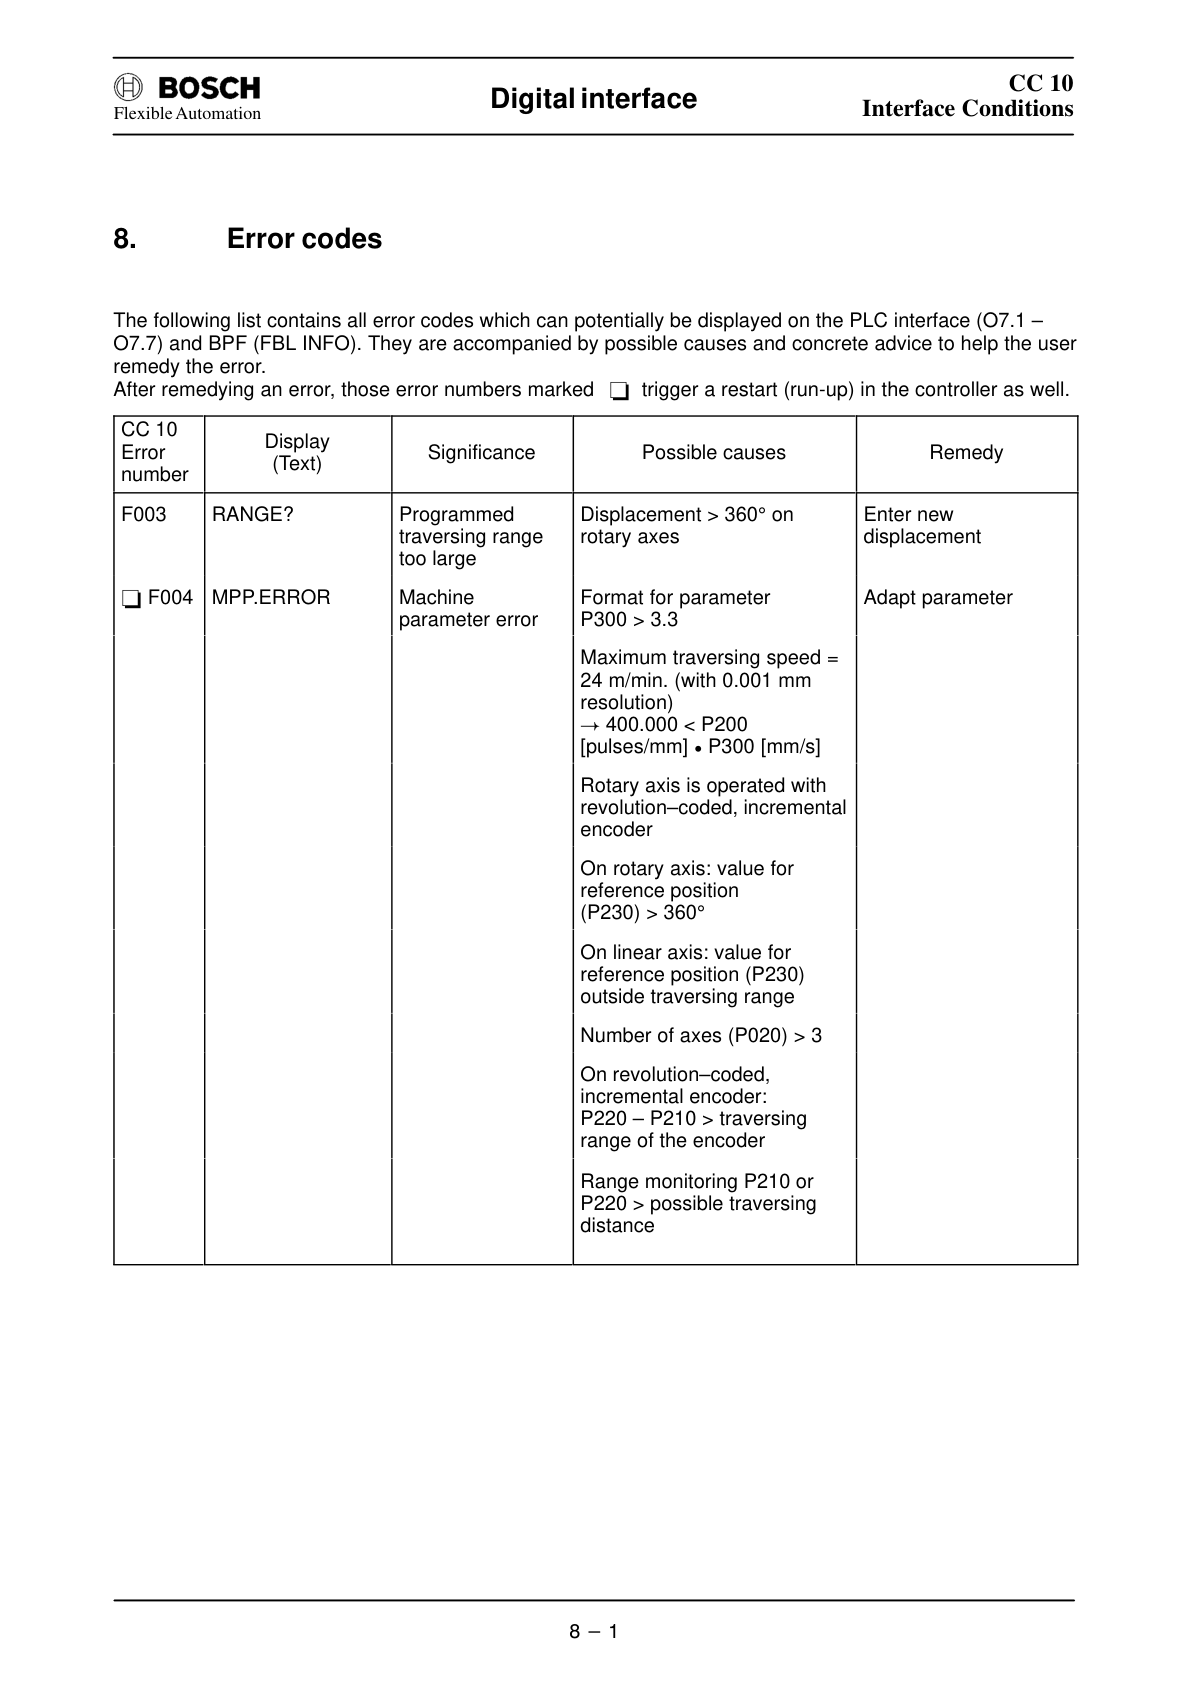 BOSCH
Flexible Automation
Digital interface
CC 10
Interface Conditions
8. Error codes
The following list contains all error codes which can potentially be displayed on the PLC interface (O7.1 –
O7.7) and BPF (FBL INFO). They are accompanied by possible causes and concrete advice to help the user
remedy the error.
After remedying an error, those error numbers marked ❏ trigger a restart (run-up) in the controller as well.
CC 10
Error
number
Display
(Text)
Significance
Possible causes
Remedy
F003
RANGE?
Programmed
traversing range
too large
Displacement > 360° on
rotary axes
Enter new
displacement
❏ F004
MPP.ERROR
Machine
parameter error
Format for parameter
P300 > 3.3
Adapt parameter
Maximum traversing speed =
24 m/min. (with 0.001 mm
resolution)
→ 400.000 < P200
[pulses/mm] • P300 [mm/s]
Rotary axis is operated with
revolution–coded, incremental
encoder
On rotary axis: value for
reference position
(P230) > 360°
On linear axis: value for
reference position (P230)
outside traversing range
Number of axes (P020) > 3
On revolution–coded,
incremental encoder:
P220 – P210 > traversing
range of the encoder
Range monitoring P210 or
P220 > possible traversing
distance
8 – 1